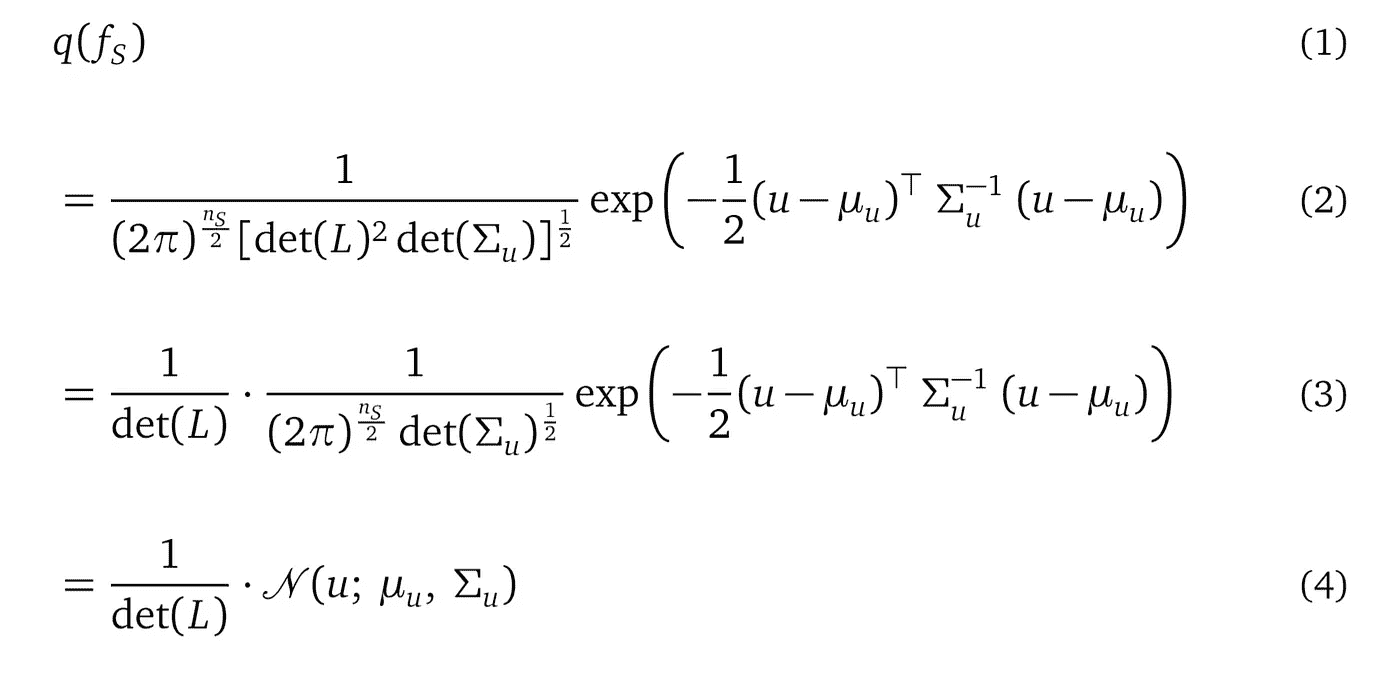 $q(f_S)$ (1)
$= \frac{1}{(2\pi)^{\frac{n_S}{2}} [\det(L)^2 \det(\Sigma_u)]^{\frac{1}{2}}} \exp\left(-\frac{1}{2}(u - \mu_u)^\top \Sigma_u^{-1} (u - \mu_u)\right)$ (2)
$= \frac{1}{\det(L)} \cdot \frac{1}{(2\pi)^{\frac{n_S}{2}} \det(\Sigma_u)^{\frac{1}{2}}} \exp\left(-\frac{1}{2}(u - \mu_u)^\top \Sigma_u^{-1} (u - \mu_u)\right)$ (3)
$= \frac{1}{\det(L)} \cdot \mathcal{N}(u;\ \mu_u,\ \Sigma_u)$ (4)